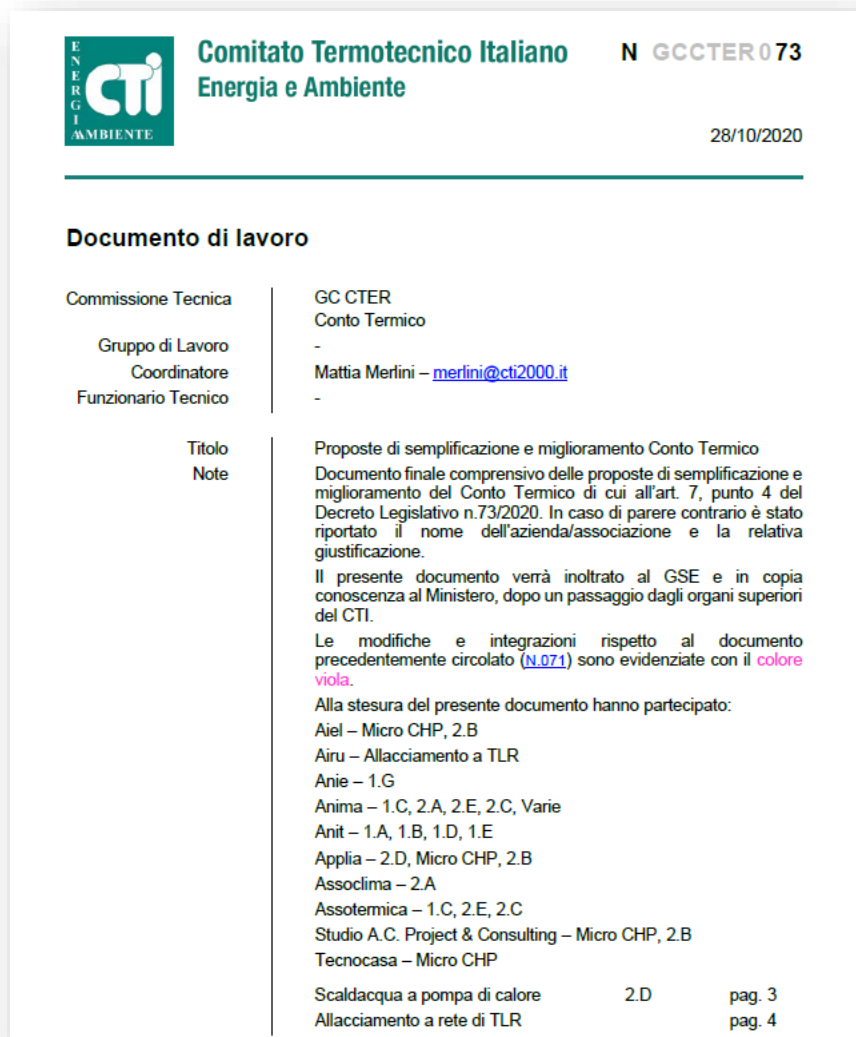 ENERGIA
AMBIENTE
CTI
Comitato Termotecnico Italiano
Energia e Ambiente
N GCCTER073
28/10/2020
Documento di lavoro
Commissione Tecnica GC CTER
Conto Termico
Gruppo di Lavoro -
Coordinatore Mattia Merlini – merlini@cti2000.it
Funzionario Tecnico -
Titolo Proposte di semplificazione e miglioramento Conto Termico
Note Documento finale comprensivo delle proposte di semplificazione e
miglioramento del Conto Termico di cui all'art. 7, punto 4 del
Decreto Legislativo n.73/2020. In caso di parere contrario è stato
riportato il nome dell'azienda/associazione e la relativa
giustificazione.
Il presente documento verrà inoltrato al GSE e in copia
conoscenza al Ministero, dopo un passaggio dagli organi superiori
del CTI.
Le modifiche e integrazioni rispetto al documento
precedentemente circolato (N.071) sono evidenziate con il colore
viola.
Alla stesura del presente documento hanno partecipato:
Aiel – Micro CHP, 2.B
Airu – Allacciamento a TLR
Anie – 1.G
Anima – 1.C, 2.A, 2.E, 2.C, Varie
Anit – 1.A, 1.B, 1.D, 1.E
Applia – 2.D, Micro CHP, 2.B
Assoclima – 2.A
Assotermica – 1.C, 2.E, 2.C
Studio A.C. Project & Consulting – Micro CHP, 2.B
Tecnocasa – Micro CHP
Scaldacqua a pompa di calore 2.D pag. 3
Allacciamento a rete di TLR pag. 4